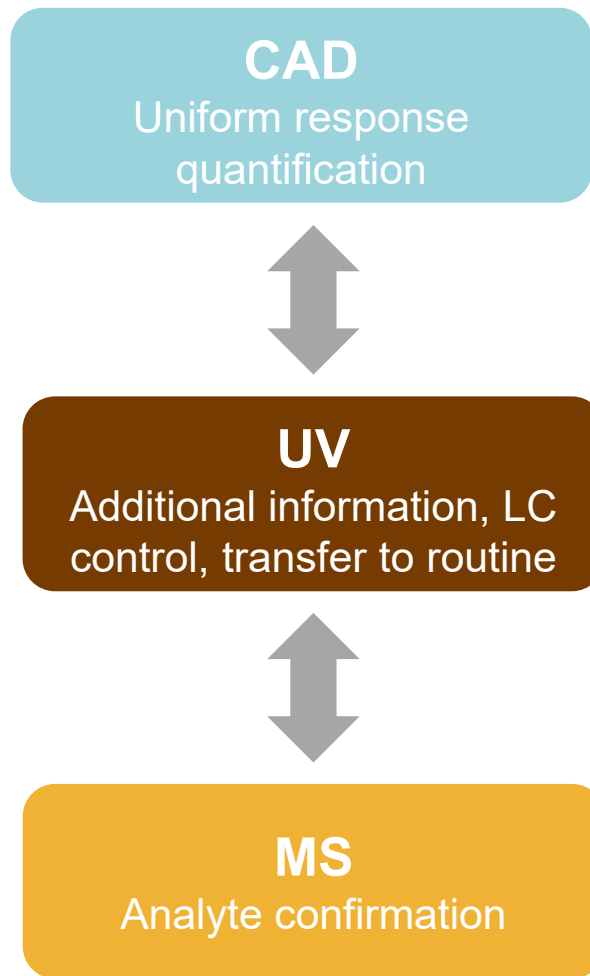 CAD
Uniform response
quantification
UV
Additional information, LC
control, transfer to routine
MS
Analyte confirmation